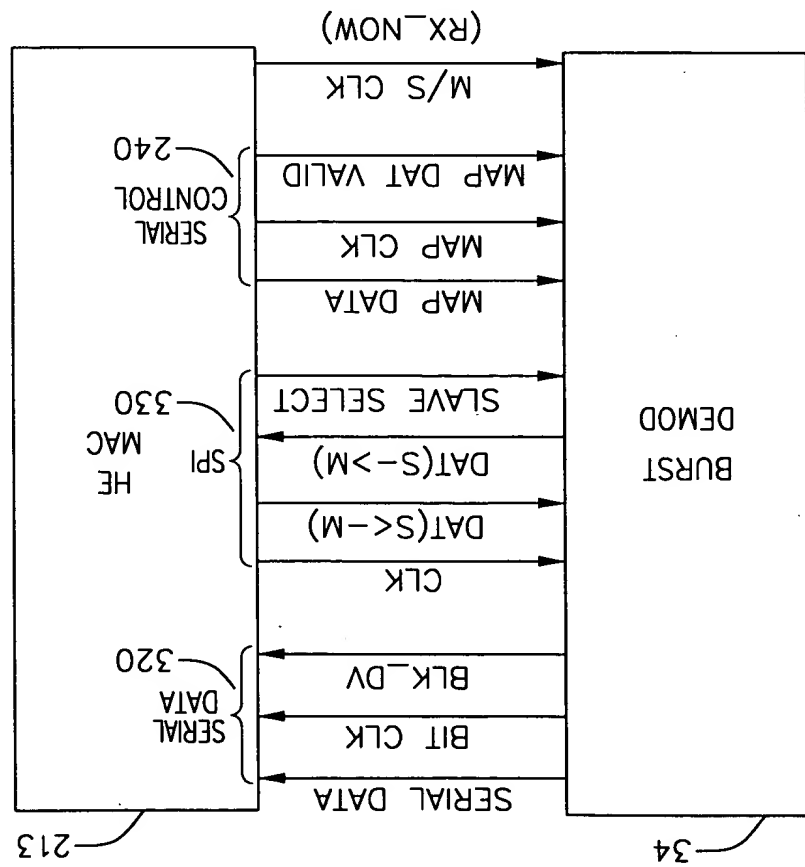 34
213
SERIAL DATA
BIT CLK
BLK_DV
SERIAL
DATA
320
CLK
DAT(S<-M)
DAT(S->M)
SLAVE SELECT
SPI
330
BURST
DEMOD
HE
MAC
MAP DATA
MAP CLK
MAP DAT VALID
SERIAL
CONTROL
240
M/S CLK
(RX_NOW)